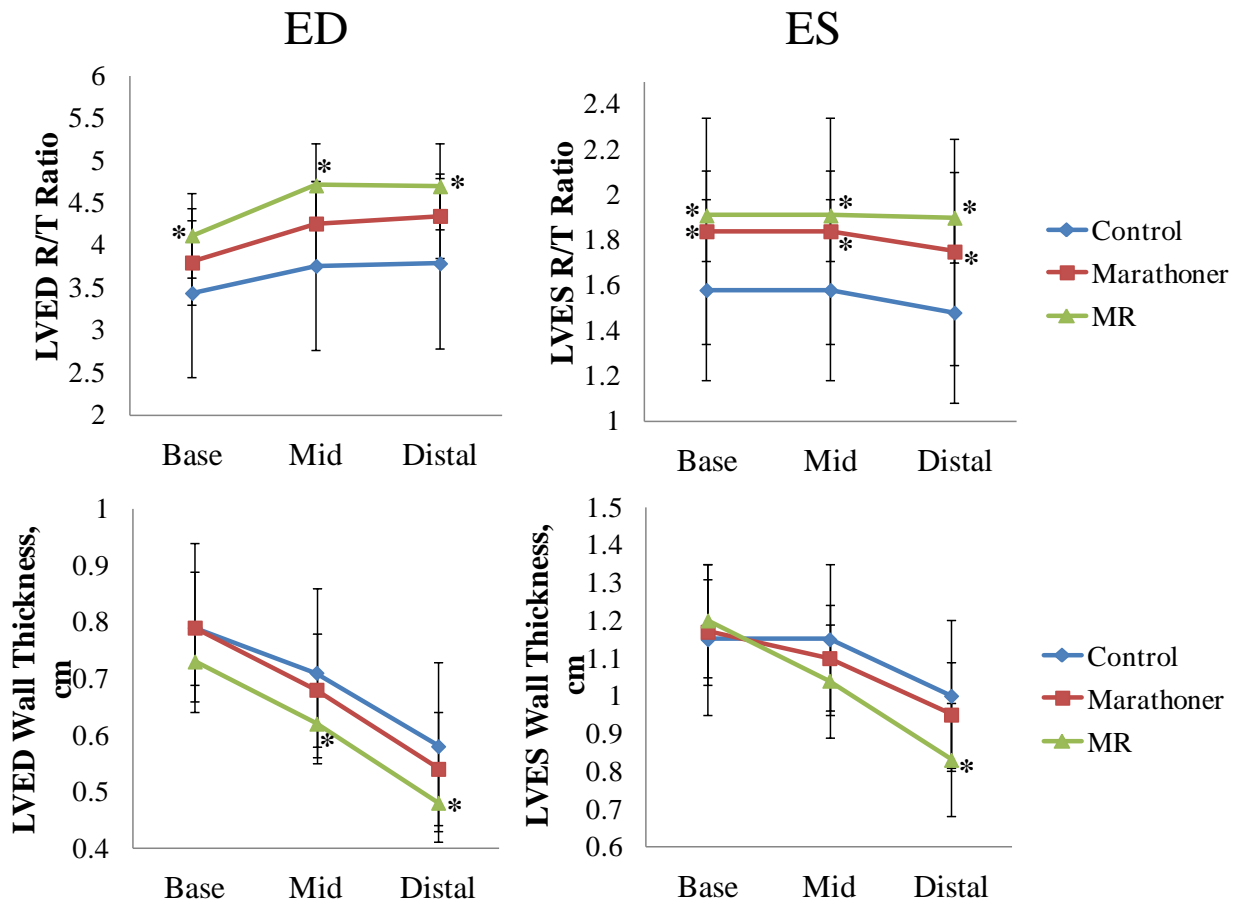 ED
ES
LVED R/T Ratio
6
5.5
5
4.5
4
3.5
3
2.5
2
*
*
*
Base Mid Distal
LVES R/T Ratio
2.4
2.2
2
1.8
1.6
1.4
1.2
1
*
*
*
*
*
*
Base Mid Distal
Control
Marathoner
MR
LVED Wall Thickness,
cm
1
0.9
0.8
0.7
0.6
0.5
0.4
*
*
Base Mid Distal
LVES Wall Thickness,
cm
1.5
1.4
1.3
1.2
1.1
1
0.9
0.8
0.7
0.6
*
Base Mid Distal
Control
Marathoner
MR